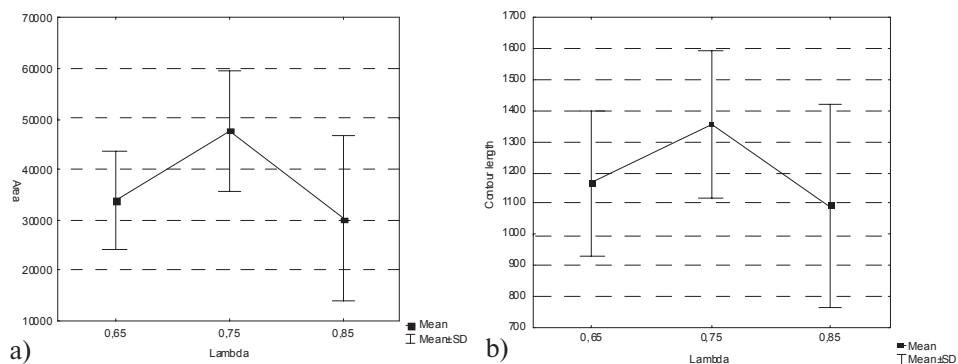 70000
60000
50000
40000
30000
20000
10000
Area
0,65
0,75
0,85
Lambda
Mean
Mean±SD
a)
1700
1600
1500
1400
1300
1200
1100
1000
900
800
700
Contour length
0,65
0,75
0,85
Lambda
Mean
Mean±SD
b)